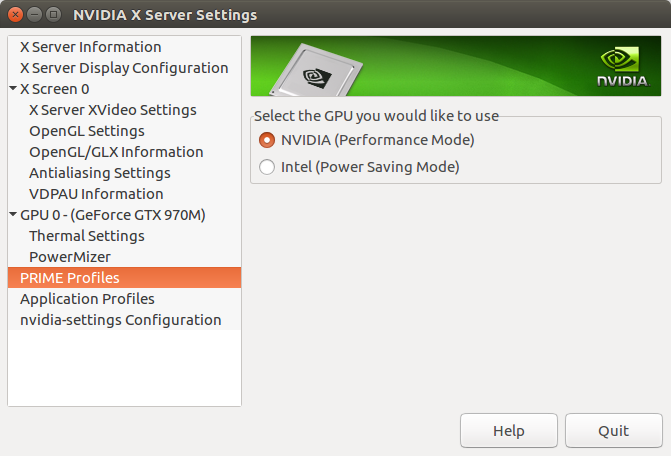 NVIDIA X Server Settings
X Server Information
X Server Display Configuration
X Screen 0
X Server XVideo Settings
OpenGL Settings
OpenGL/GLX Information
Antialiasing Settings
VDPAU Information
GPU 0 - (GeForce GTX 970M)
Thermal Settings
PowerMizer
PRIME Profiles
Application Profiles
nvidia-settings Configuration
NVIDIA
Select the GPU you would like to use
NVIDIA (Performance Mode)
Intel (Power Saving Mode)
Help
Quit